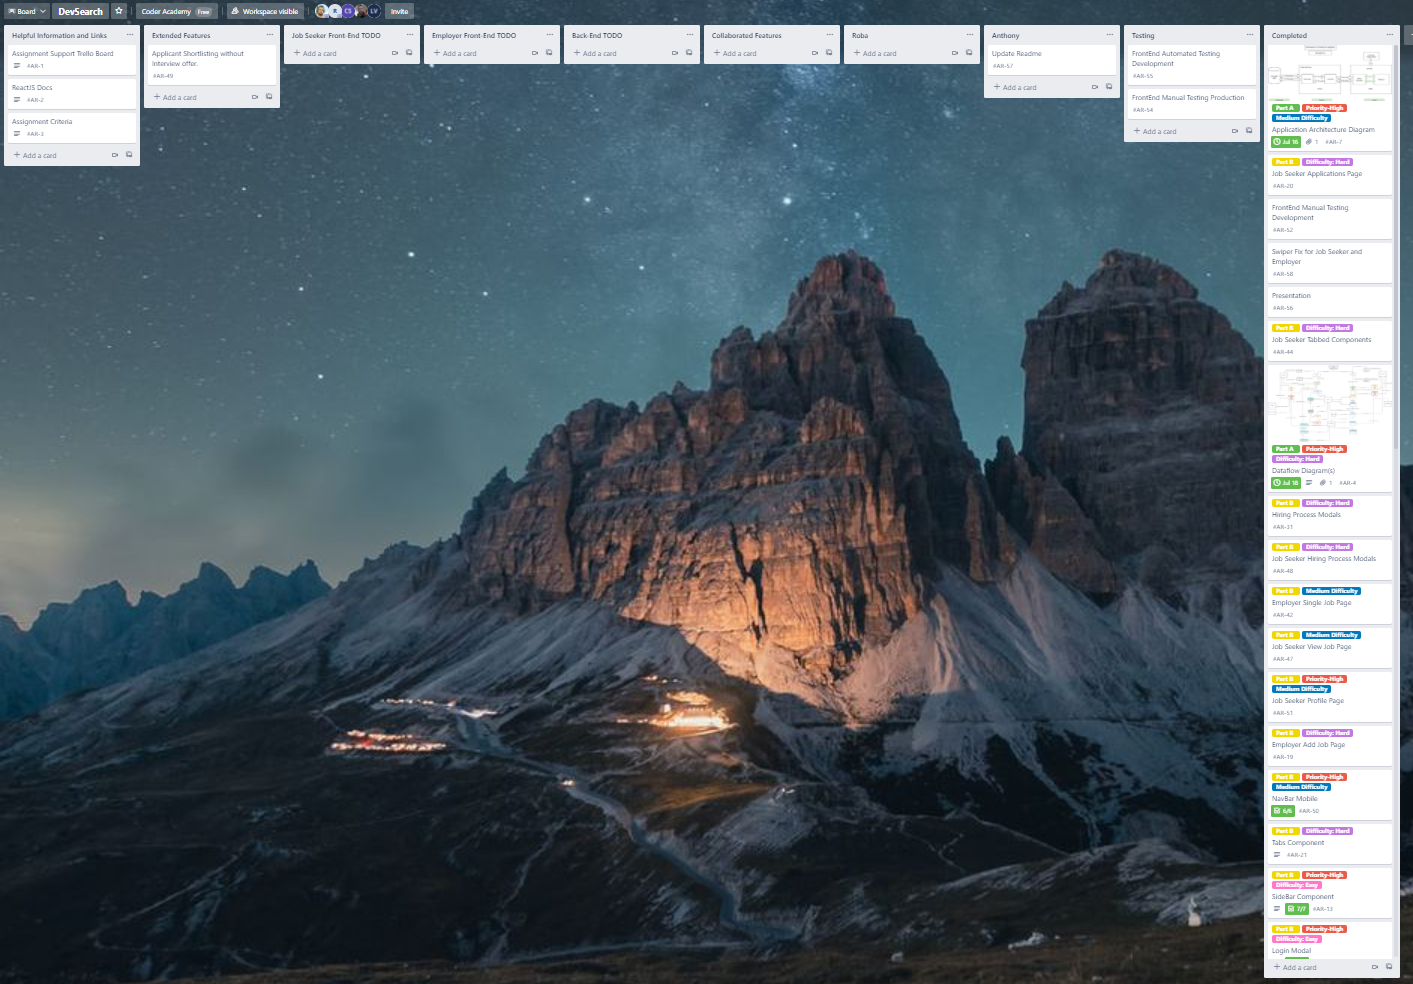 Board
DevSearch
Coder Academy Free
Workspace visible
R CS LV
Invite
Helpful Information and Links
Assignment Support Trello Board
#AR-1
ReactJS Docs
#AR-2
Assignment Criteria
#AR-3
+ Add a card
Extended Features
Applicant Shortlisting without
Interview offer.
#AR-49
+ Add a card
Job Seeker Front-End TODO
+ Add a card
Employer Front-End TODO
+ Add a card
Back-End TODO
+ Add a card
Collaborated Features
+ Add a card
Roba
+ Add a card
Anthony
Update Readme
#AR-57
+ Add a card
Testing
FrontEnd Automated Testing
Development
#AR-55
FrontEnd Manual Testing Production
#AR-54
+ Add a card
Completed
Part A Priority-High
Medium Difficulty
Application Architecture Diagram
Jul 16 1 #AR-7
Part B Difficulty: Hard
Job Seeker Applications Page
#AR-20
FrontEnd Manual Testing
Development
#AR-52
Swiper Fix for Job Seeker and
Employer
#AR-58
Presentation
#AR-56
Part B Difficulty: Hard
Job Seeker Tabbed Components
#AR-44
Part A Priority-High
Difficulty: Hard
Dataflow Diagram(s)
Jul 18 1 #AR-4
Part B Difficulty: Hard
Hiring Process Modals
#AR-31
Part B Difficulty: Hard
Job Seeker Hiring Process Modals
#AR-48
Part B Medium Difficulty
Employer Single Job Page
#AR-42
Part B Medium Difficulty
Job Seeker View Job Page
#AR-47
Part B Priority-High
Medium Difficulty
Job Seeker Profile Page
#AR-51
Part B Difficulty: Hard
Employer Add Job Page
#AR-19
Part B Priority-High
Medium Difficulty
NavBar Mobile
6/6 #AR-50
Part B Difficulty: Hard
Tabs Component
#AR-21
Part B Priority-High
Difficulty: Easy
SideBar Component
7/7 #AR-13
Part B Priority-High
Difficulty: Easy
Login Modal
+ Add a card